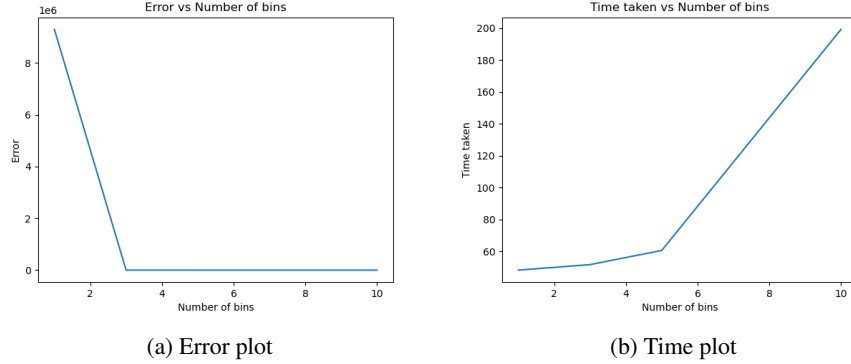 Error vs Number of bins
1e6
8
6
4
2
0
Error
2
4
6
8
10
Number of bins
(a) Error plot
Time taken vs Number of bins
200
180
160
140
120
100
80
60
Time taken
2
4
6
8
10
Number of bins
(b) Time plot